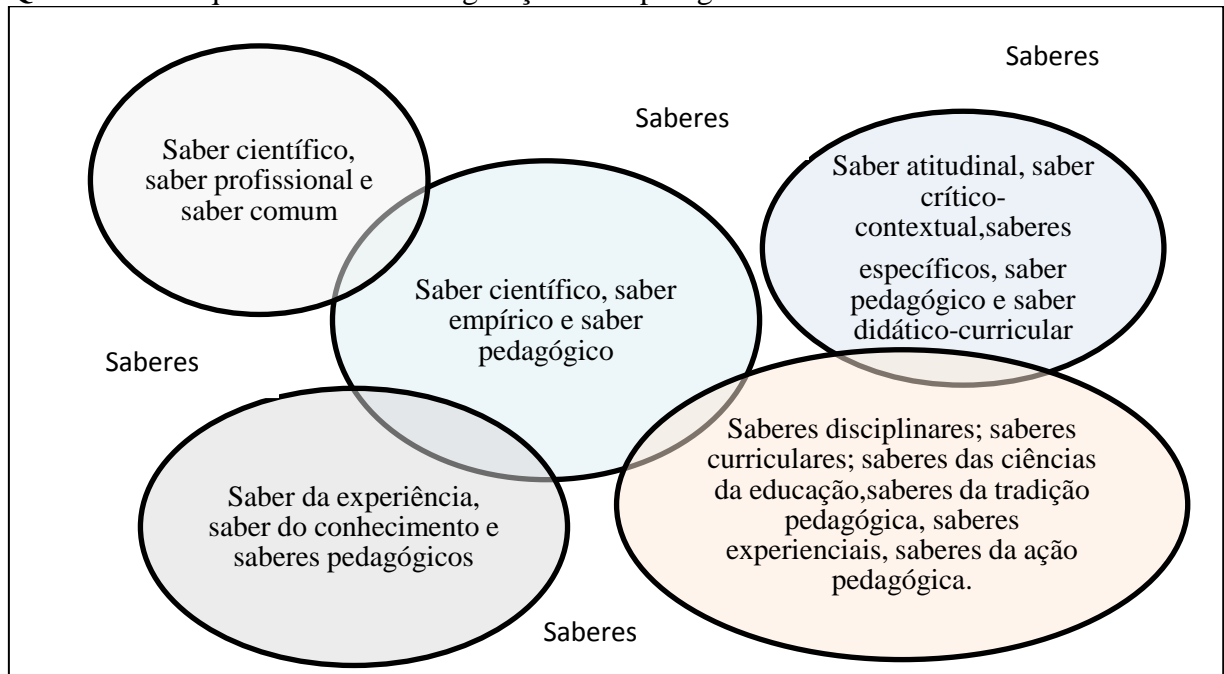 Saberes
Saberes
Saber científico,
saber profissional e
saber comum
Saber atitudinal, saber
crítico-
contextual,saberes
específicos, saber
pedagógico e saber
didático-curricular
Saber científico, saber
empírico e saber
pedagógico
Saberes
Saberes disciplinares; saberes
curriculares; saberes das ciências
da educação,saberes da tradição
pedagógica, saberes
experienciais, saberes da ação
pedagógica.
Saber da experiência,
saber do conhecimento e
saberes pedagógicos
Saberes